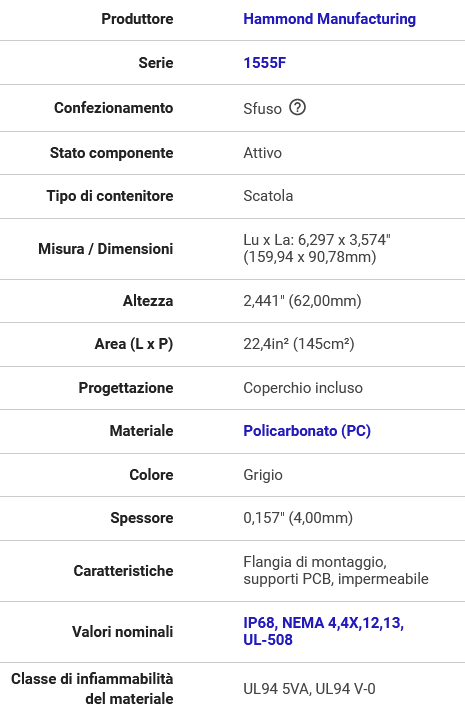 Produttore Hammond Manufacturing
Serie 1555F
Confezionamento Sfuso ?
Stato componente Attivo
Tipo di contenitore Scatola
Misura / Dimensioni Lu x La: 6,297 x 3,574"
(159,94 x 90,78mm)
Altezza 2,441" (62,00mm)
Area (L x P) 22,4in² (145cm²)
Progettazione Coperchio incluso
Materiale Policarbonato (PC)
Colore Grigio
Spessore 0,157" (4,00mm)
Caratteristiche Flangia di montaggio,
supporti PCB, impermeabile
Valori nominali IP68, NEMA 4,4X,12,13,
UL-508
Classe di infiammabilità
del materiale UL94 5VA, UL94 V-0